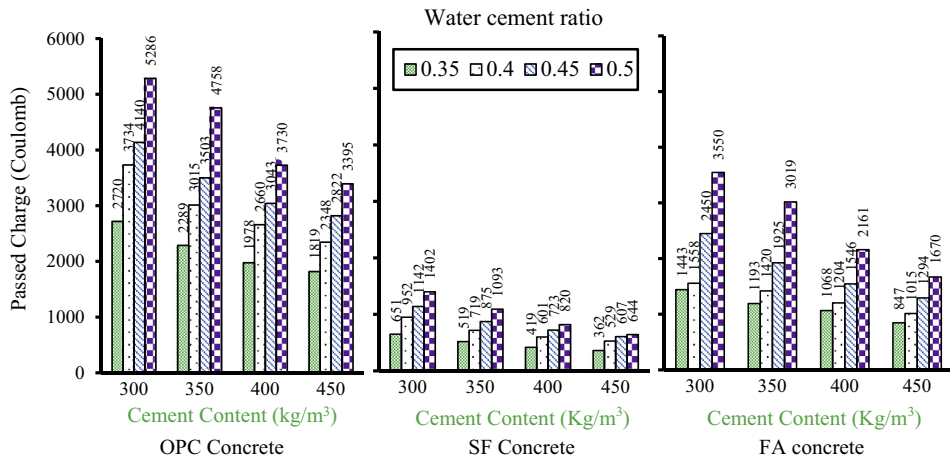 Water cement ratio
0.35 0.4 0.45 0.5
Passed Charge (Coulomb)
6000
5000
4000
3000
2000
1000
0
2720 3734 4140 5286 2289 3015 3503 4758 1978 2660 3043 3730 1819 2348 2822 3395
651 952 1142 1402 519 719 875 1093 419 601 723 820 362 529 607 644
1443 1558 2450 3550 1193 1420 1925 3019 1068 1204 1546 2161 847 1015 1294 1670
300 350 400 450
300 350 400 450
300 350 400 450
Cement Content (kg/m³)
Cement Content (Kg/m³)
Cement Content (Kg/m³)
OPC Concrete
SF Concrete
FA concrete